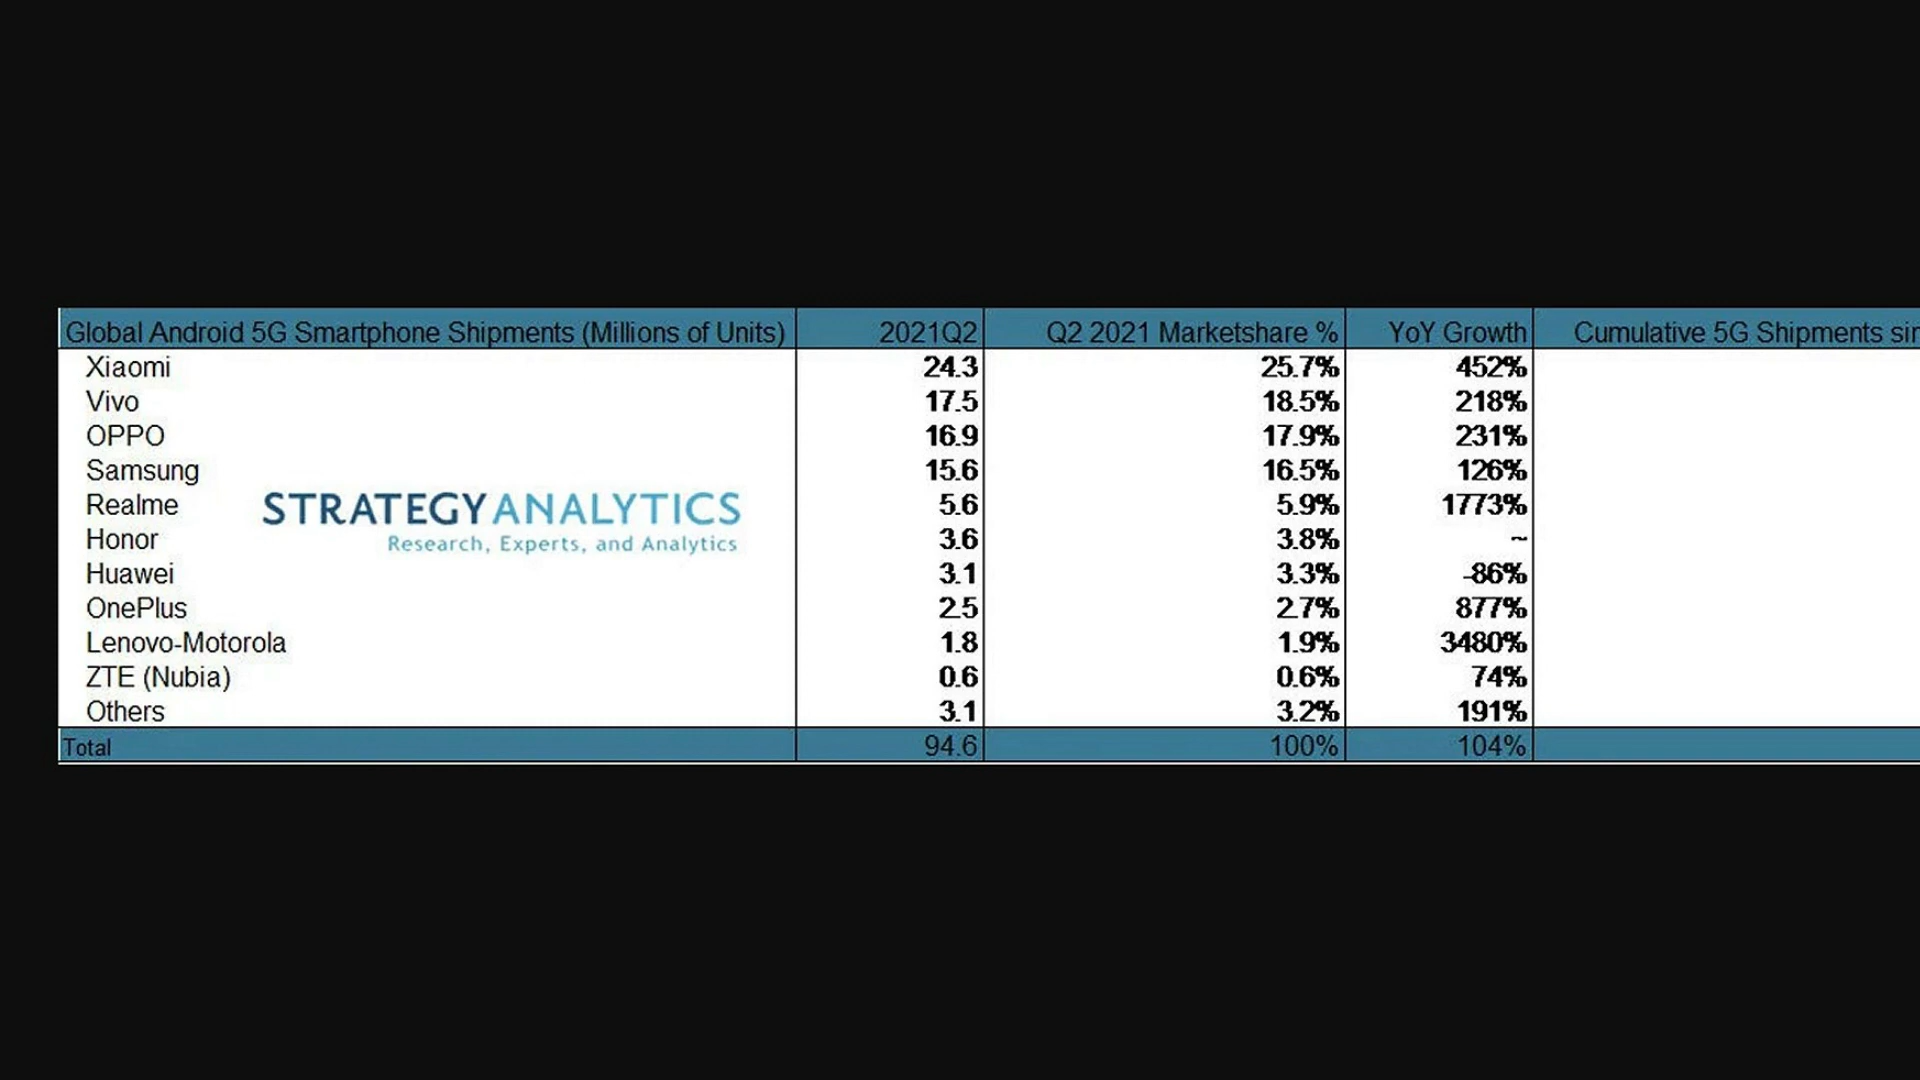 Global Android 5G Smartphone Shipments (Millions of Units) 2021Q2 Q2 2021 Marketshare % YoY Growth Cumulative 5G Shipments
Xiaomi 24.3 25.7% 452%
Vivo 17.5 18.5% 218%
OPPO 16.9 17.9% 231%
Samsung 15.6 16.5% 126%
Realme 5.6 5.9% 1773%
STRATEGYANALYTICS
Honor 3.6 3.8% ~
Research, Experts, and Analytics
Huawei 3.1 3.3% -86%
OnePlus 2.5 2.7% 877%
Lenovo-Motorola 1.8 1.9% 3480%
ZTE (Nubia) 0.6 0.6% 74%
Others 3.1 3.2% 191%
Total 94.6 100% 104%